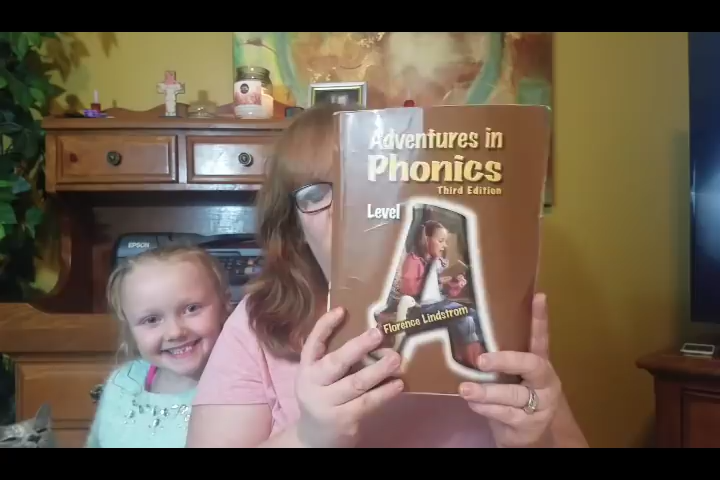 Adventures in
Phonics
Third Edition
Level
A
Florence Lindstrom
EPSON